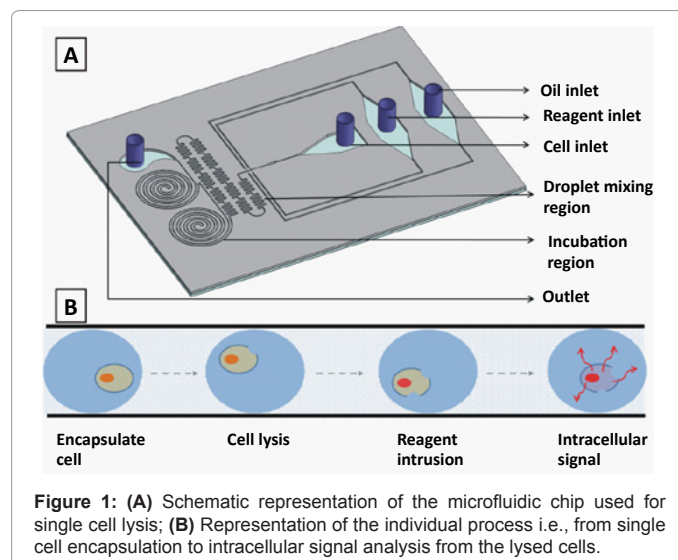 A
Oil inlet
Reagent inlet
Cell inlet
Droplet mixing
region
Incubation
region
Outlet
B
Encapsulate
cell
Cell lysis
Reagent
intrusion
Intracellular
signal
Figure 1: (A) Schematic representation of the microfluidic chip used for
single cell lysis; (B) Representation of the individual process i.e., from single
cell encapsulation to intracellular signal analysis from the lysed cells.